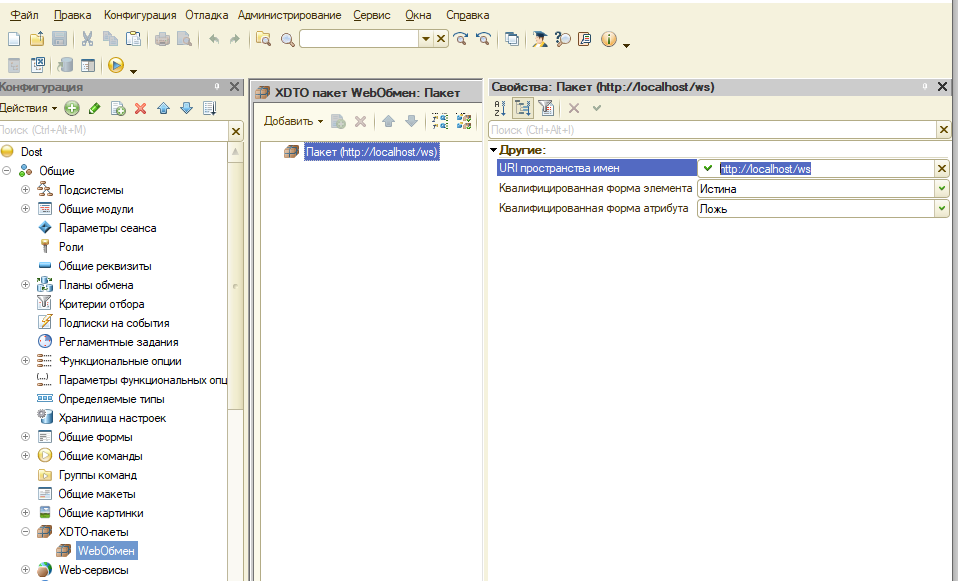 Файл Правка Конфигурация Отладка Администрирование Сервис Окна Справка
Конфигурация
Действия
Поиск (Ctrl+Alt+M)
Dost
Общие
Подсистемы
Общие модули
Параметры сеанса
Роли
Общие реквизиты
Планы обмена
Критерии отбора
Подписки на события
Регламентные задания
Функциональные опции
Параметры функциональных опц
Определяемые типы
Хранилища настроек
Общие формы
Общие команды
Группы команд
Общие макеты
Общие картинки
XDTO-пакеты
WebОбмен
Web-сервисы
XDTO пакет WebОбмен: Пакет
Добавить
Пакет (http://localhost/ws)
Свойства: Пакет (http://localhost/ws)
Поиск (Ctrl+Alt+I)
Другие:
URI пространства имен http://localhost/ws
Квалифицированная форма элемента Истина
Квалифицированная форма атрибута Ложь